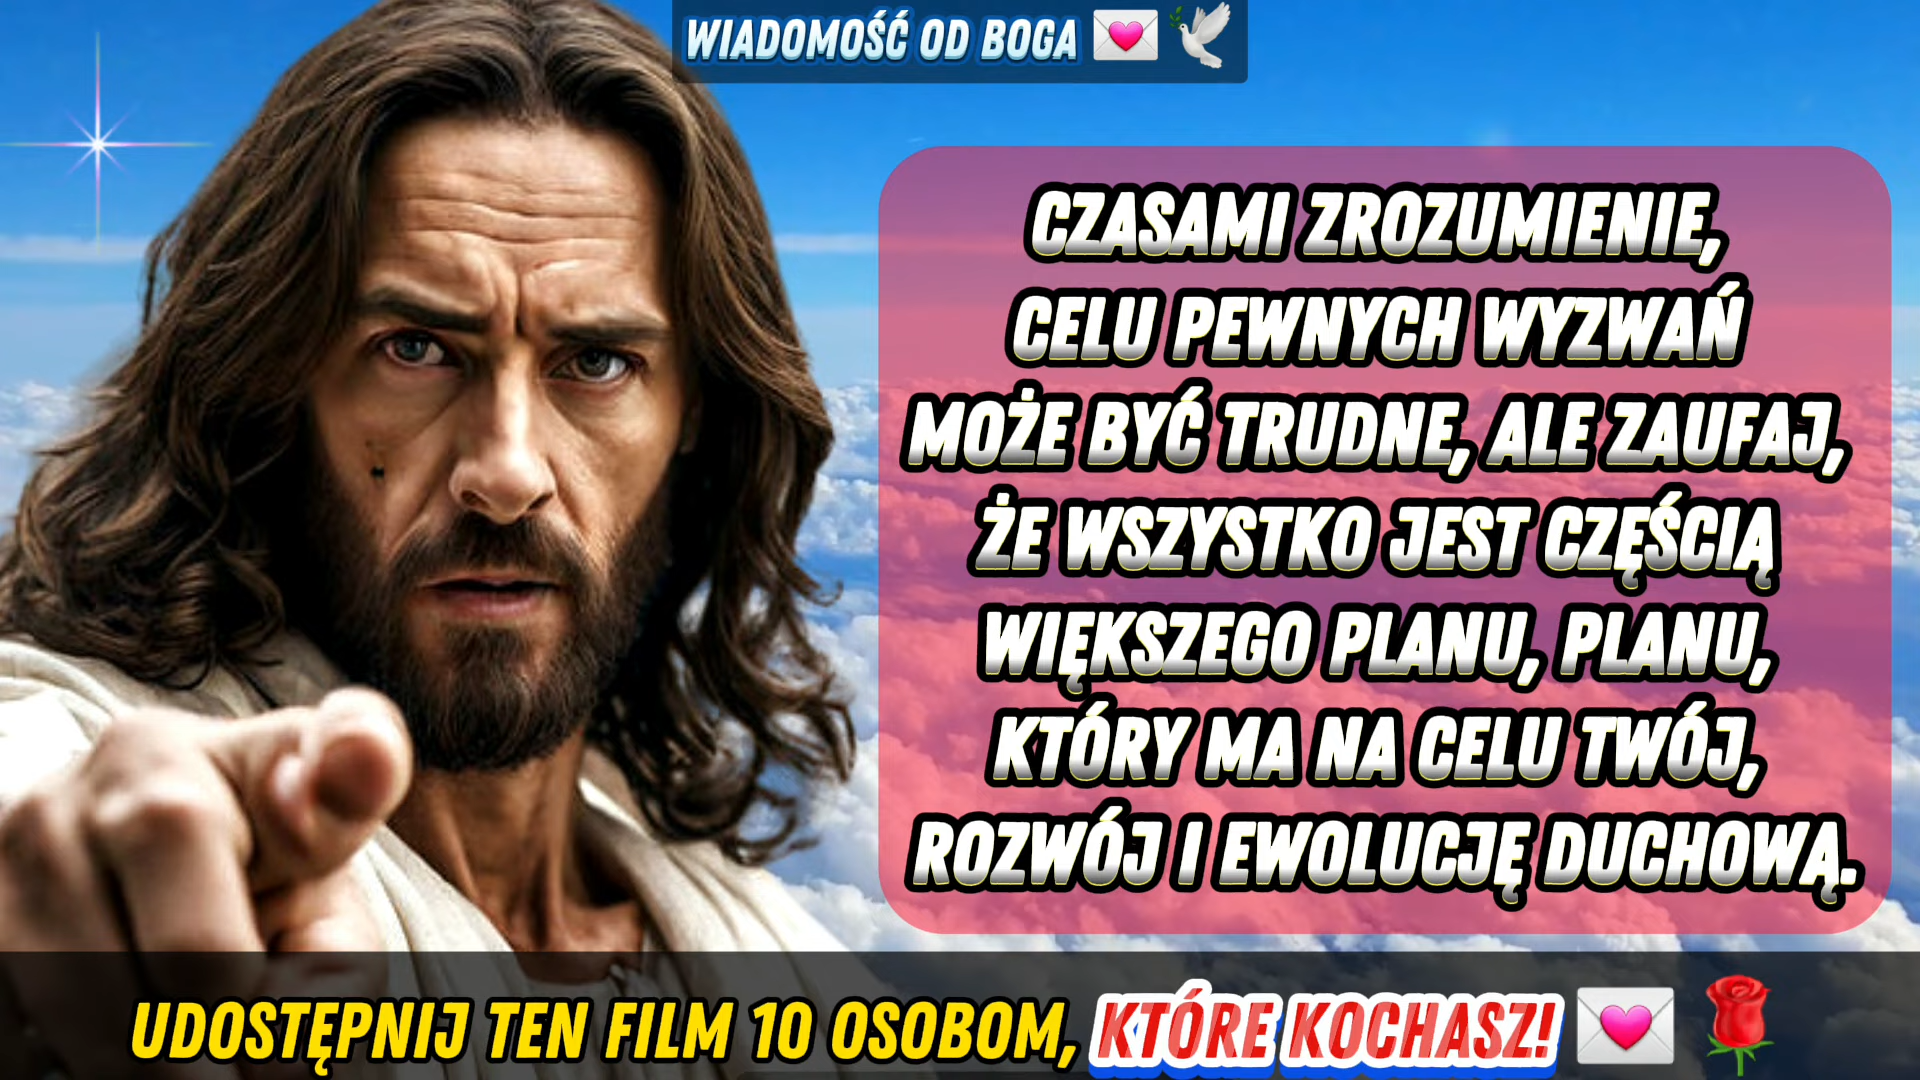 WIADOMOŚĆ OD BOGA
CZASAMI ZROZUMIENIE,
CELU PEWNYCH WYZWAŃ
MOŻE BYĆ TRUDNE, ALE ZAUFAJ,
ŻE WSZYSTKO JEST CZĘŚCIĄ
WIĘKSZEGO PLANU, PLANU,
KTÓRY MA NA CELU TWÓJ,
ROZWÓJ I EWOLUCJĘ DUCHOWĄ.
UDOSTĘPNIJ TEN FILM 10 OSOBOM, KTÓRE KOCHASZ!